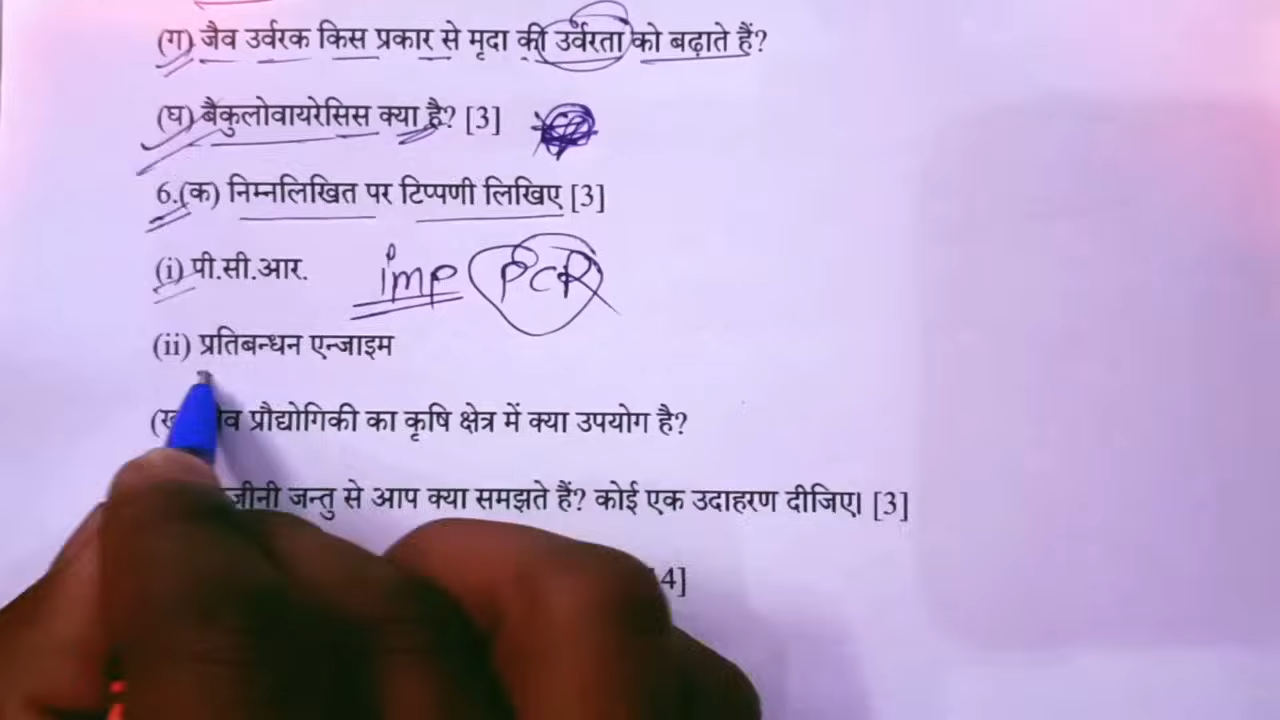 (ग) जैव उर्वरक किस प्रकार से मृदा की उर्वरता को बढ़ाते हैं?
(घ) बैकुलोवायरेसिस क्या है? [3]
6.(क) निम्नलिखित पर टिप्पणी लिखिए [3]
(i) पी.सी.आर. imp PCR
(ii) प्रतिबन्धन एन्जाइम
प्रौद्योगिकी का कृषि क्षेत्र में क्या उपयोग है?
जन्तु से आप क्या समझते हैं? कोई एक उदाहरण दीजिए। [3]
4]